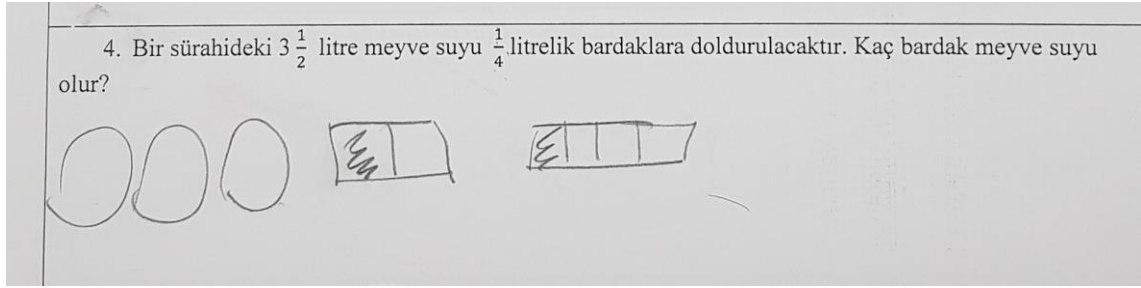 4. Bir sürahideki 3 1/2 litre meyve suyu 1/4 litrelik bardaklara doldurulacaktır. Kaç bardak meyve suyu
olur?